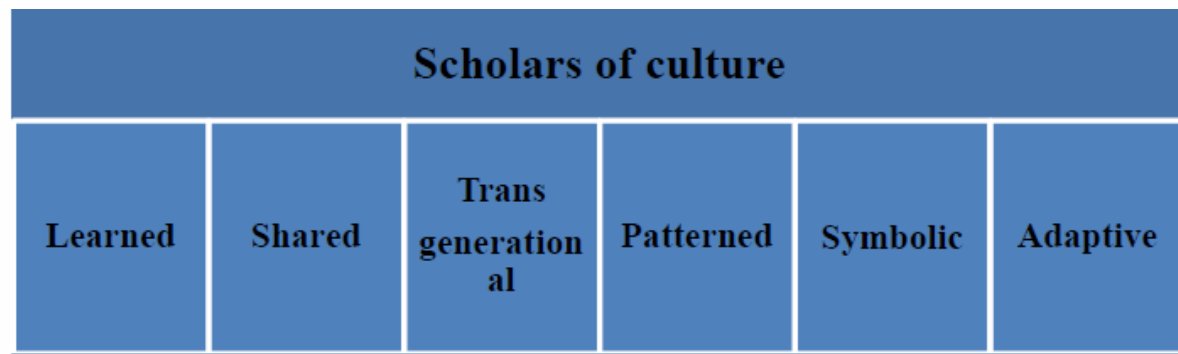 Scholars of culture
Learned
Shared
Trans
generation
al
Patterned
Symbolic
Adaptive